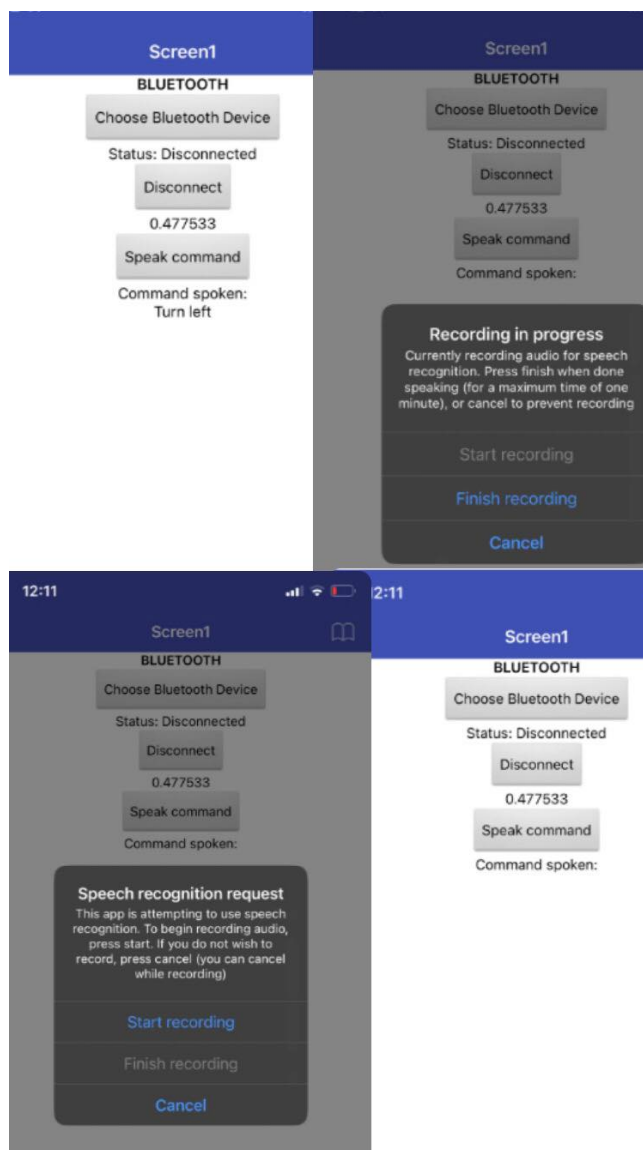 Screen1
BLUETOOTH
Choose Bluetooth Device
Status: Disconnected
Disconnect
0.477533
Speak command
Command spoken:
Turn left
Screen1
BLUETOOTH
Choose Bluetooth Device
Status: Disconnected
Disconnect
0.477533
Speak command
Command spoken:
Recording in progress
Currently recording audio for speech
recognition. Press finish when done
speaking (for a maximum time of one
minute), or cancel to prevent recording
Start recording
Finish recording
Cancel
12:11
Screen1
BLUETOOTH
Choose Bluetooth Device
Status: Disconnected
Disconnect
0.477533
Speak command
Command spoken:
Speech recognition request
This app is attempting to use speech
recognition. To begin recording audio,
press start. If you do not wish to
record, press cancel (you can cancel
while recording)
Start recording
Finish recording
Cancel
2:11
Screen1
BLUETOOTH
Choose Bluetooth Device
Status: Disconnected
Disconnect
0.477533
Speak command
Command spoken: